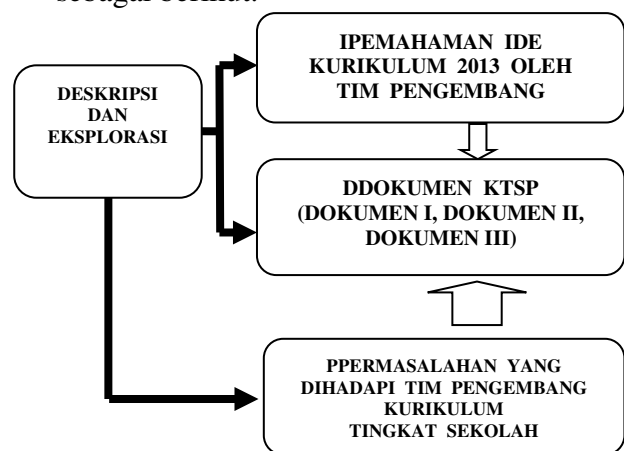 sebagai berikut.
IPEMAHAMAN IDE
KURIKULUM 2013 OLEH
TIM PENGEMBANG
DESKRIPSI
DAN
EKSPLORASI
DDOKUMEN KTSP
(DOKUMEN I, DOKUMEN II,
DOKUMEN III)
PPERMASALAHAN YANG
DIHADAPI TIM PENGEMBANG
KURIKULUM
TINGKAT SEKOLAH